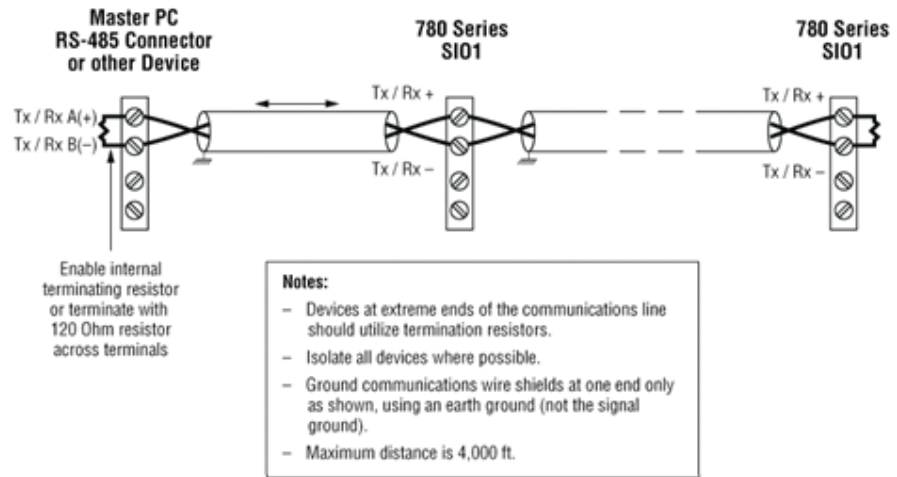 Master PC
RS-485 Connector
or other Device
780 Series
SIO1
780 Series
SIO1
Tx / Rx A(+)
Tx / Rx B(–)
Tx / Rx +
Tx / Rx –
Tx / Rx +
Tx / Rx –
Enable internal
terminating resistor
or terminate with
120 Ohm resistor
across terminals
Notes:
– Devices at extreme ends of the communications line
should utilize termination resistors.
– Isolate all devices where possible.
– Ground communications wire shields at one end only
as shown, using an earth ground (not the signal
ground).
– Maximum distance is 4,000 ft.